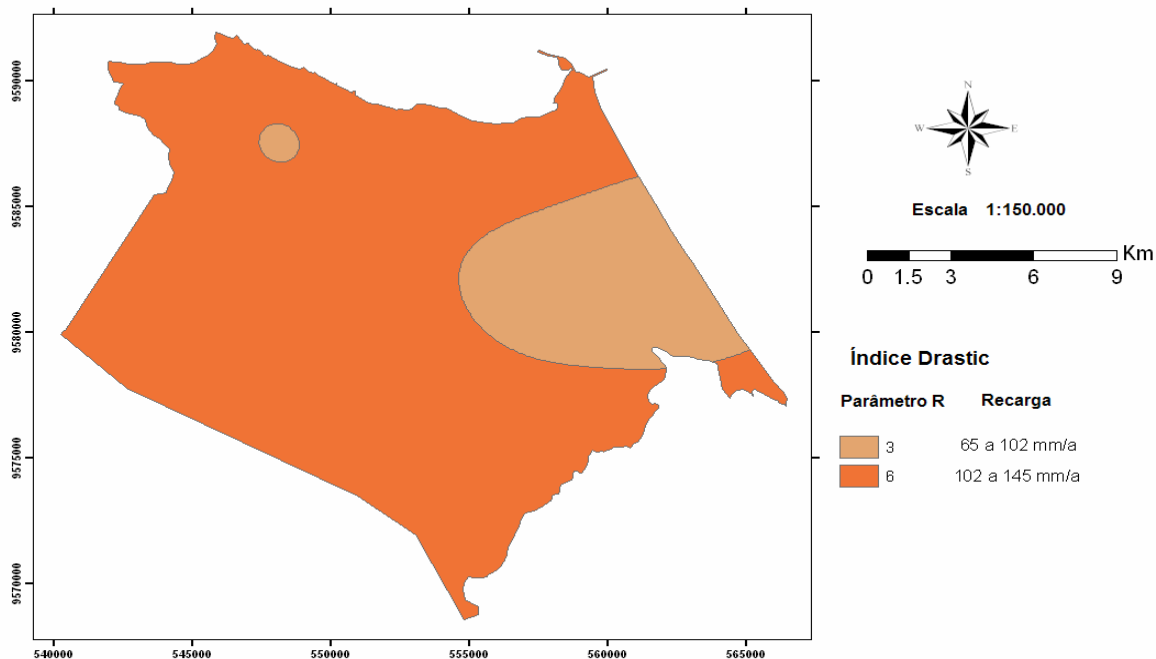 9590000
9585000
9580000
9575000
9570000
540000 545000 550000 555000 560000 565000
N
W E
S
Escala 1:150.000
Km
0 1.5 3 6 9
Índice Drastic
Parâmetro R Recarga
3 65 a 102 mm/a
6 102 a 145 mm/a